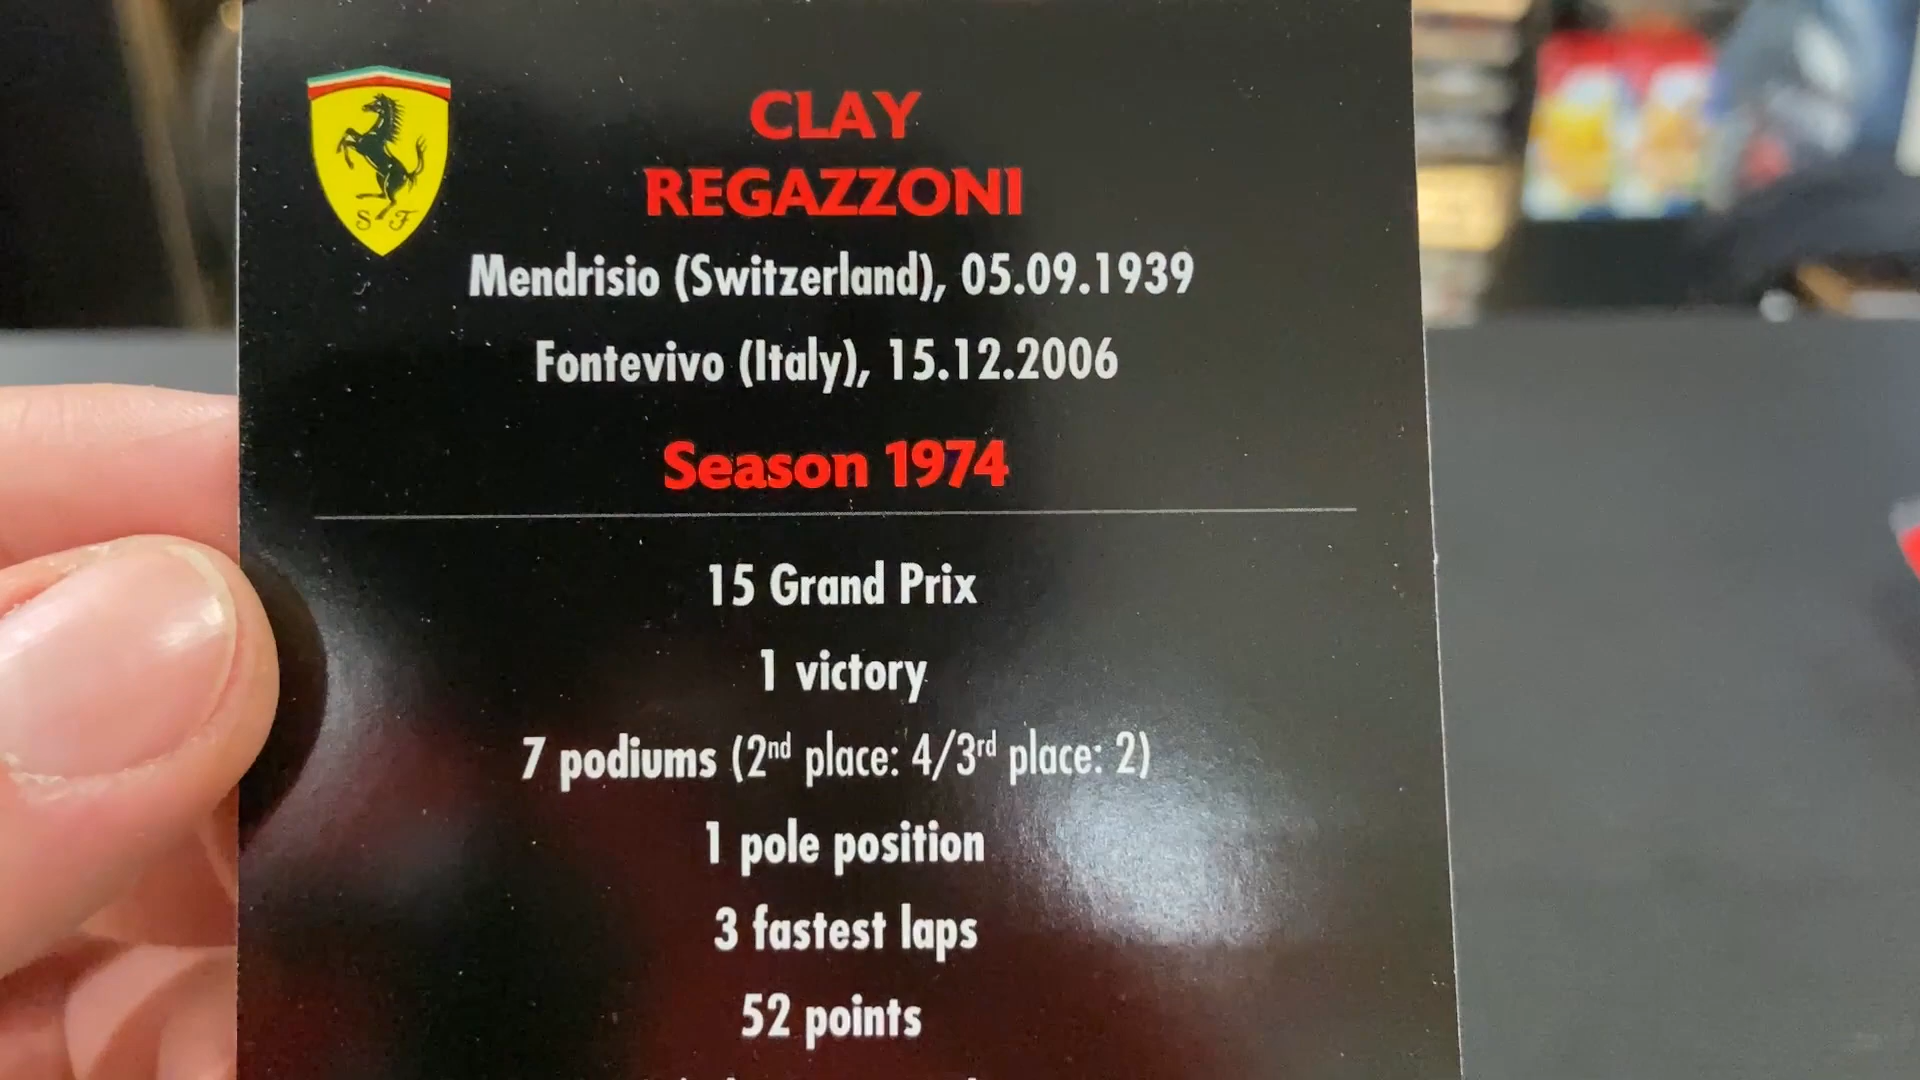 S F
CLAY
REGAZZONI
Mendrisio (Switzerland), 05.09.1939
Fontevivo (Italy), 15.12.2006
Season 1974
15 Grand Prix
1 victory
7 podiums (2nd place: 4/3rd place: 2)
1 pole position
3 fastest laps
52 points